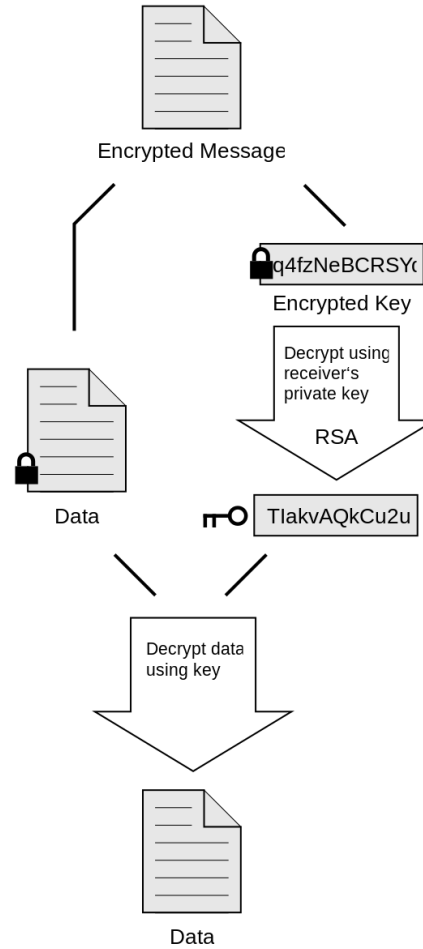 Encrypted Message
q4fzNeBCRSY
Encrypted Key
Decrypt using
receiver's
private key
RSA
Data
TIakvAQkCu2u
Decrypt data
using key
Data